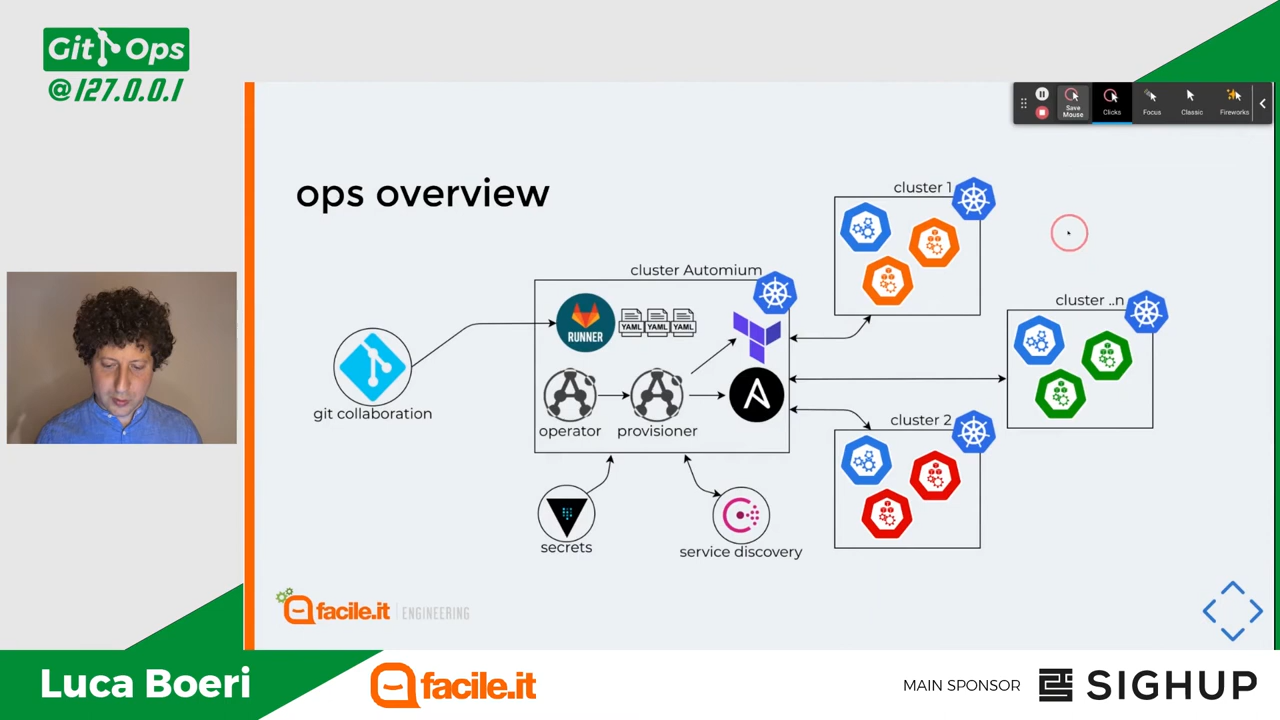 Git Ops
@127.0.0.1
Save Mouse
Clicks
Focus
Classic
Fireworks
ops overview
cluster 1
cluster Automium
cluster ..n
RUNNER
YAML YAML YAML
git collaboration
operator
provisioner
cluster 2
secrets
service discovery
facile.it ENGINEERING
Luca Boeri
facile.it
MAIN SPONSOR
SIGHUP